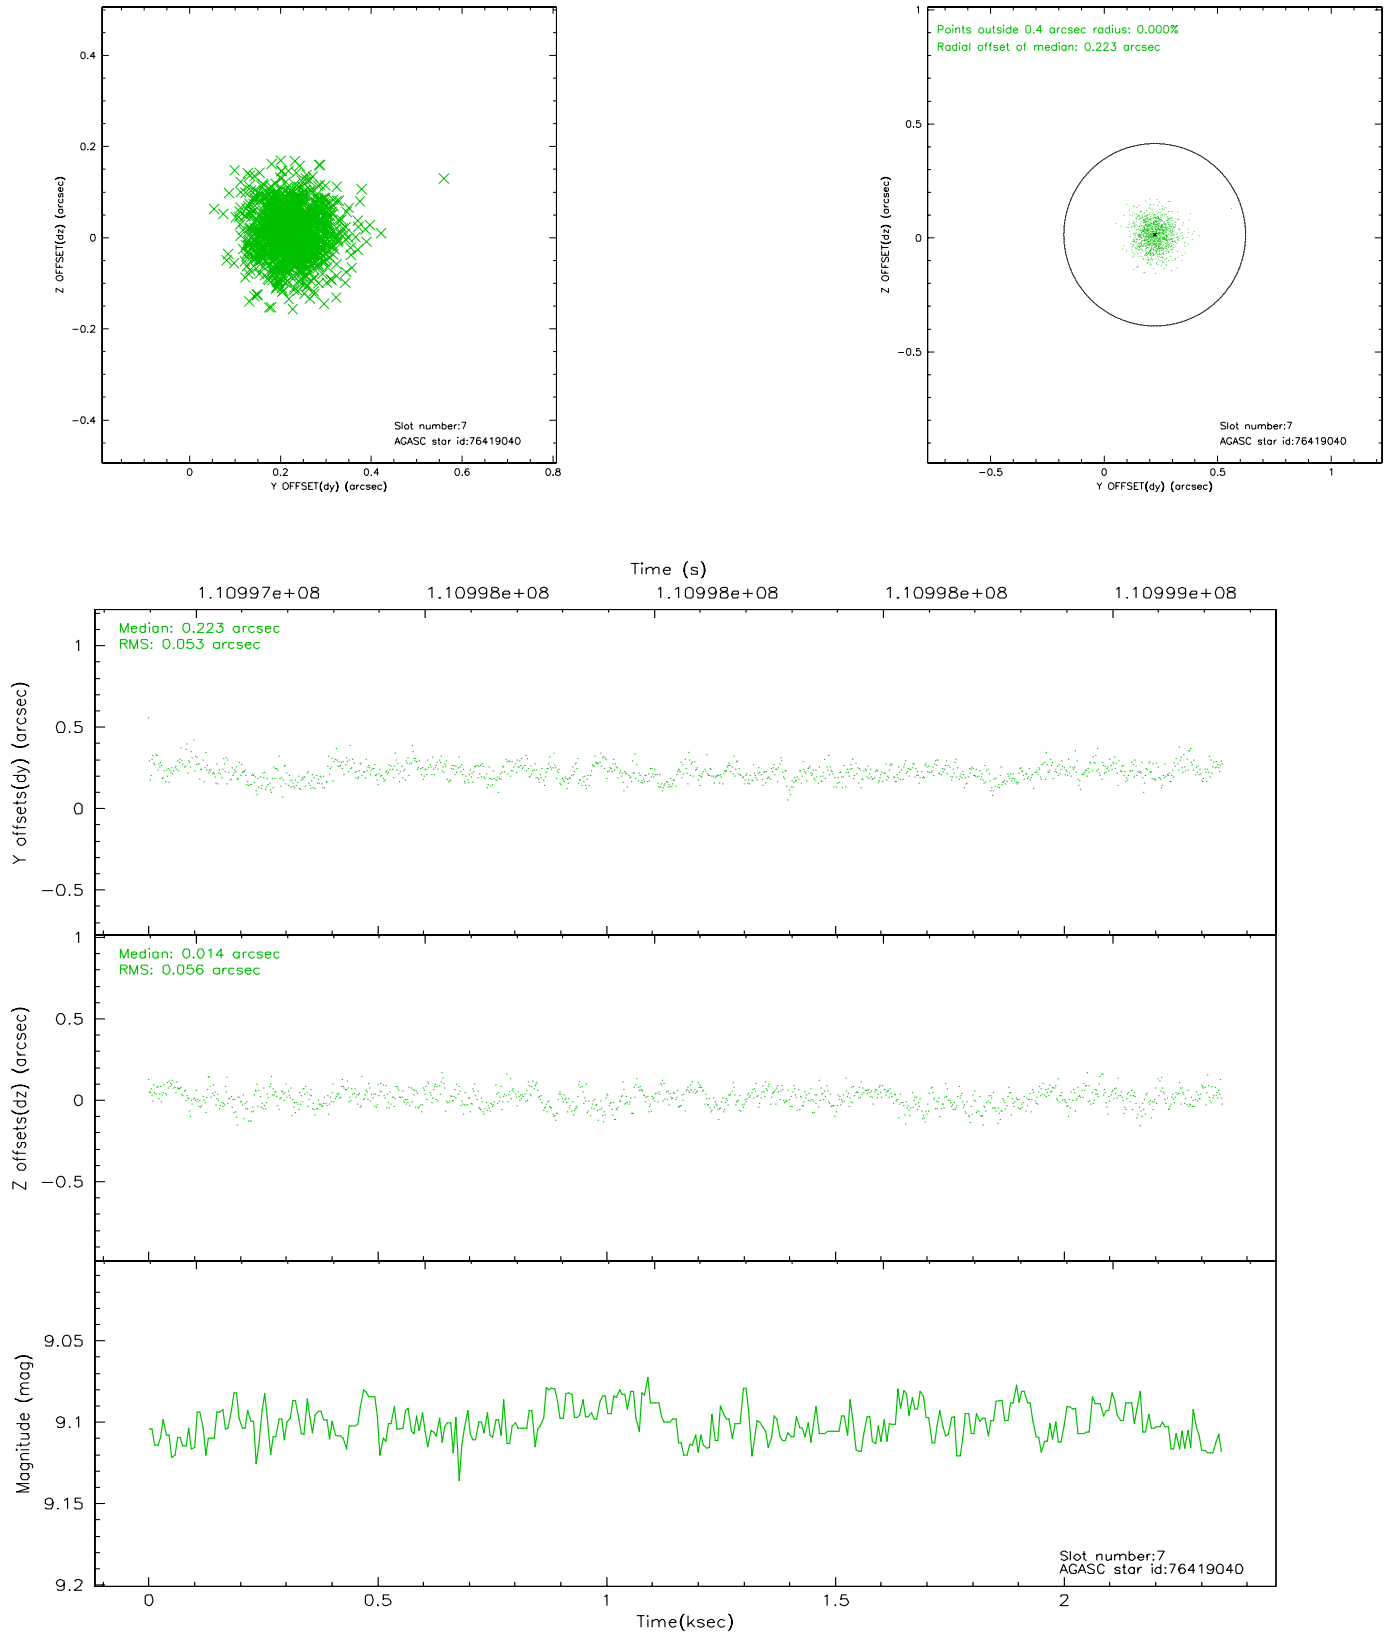 0.4
0.2
0
-0.2
-0.4
Z OFFSET(dz) (arcsec)
Slot number:7
AGASC star id:76419040
0
0.2
0.4
0.6
0.8
Y OFFSET(dy) (arcsec)
Points outside 0.4 arcsec radius: 0.000%
Radial offset of median: 0.223 arcsec
1
0.5
0
-0.5
Z OFFSET(dz) (arcsec)
Slot number:7
AGASC star id:76419040
-0.5
0
0.5
1
Y OFFSET(dy) (arcsec)
Time (s)
1.10997e+08
1.10998e+08
1.10998e+08
1.10998e+08
1.10999e+08
Median: 0.223 arcsec
RMS: 0.053 arcsec
1
0.5
0
-0.5
Y offsets(dy) (arcsec)
Median: 0.014 arcsec
RMS: 0.056 arcsec
1
0.5
0
-0.5
Z offsets(dz) (arcsec)
9.05
9.1
9.15
9.2
Magnitude (mag)
Slot number:7
AGASC star id:76419040
0
0.5
1
1.5
2
Time(ksec)